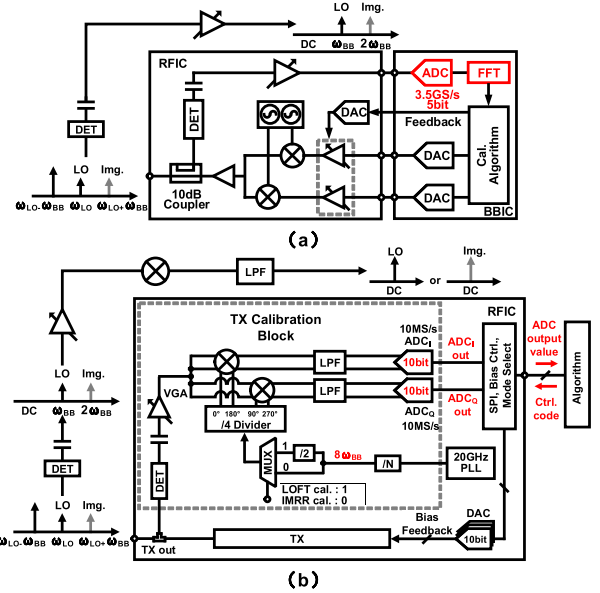 LO Img.
DC ωBB 2ωBB
RFIC
ADC
FFT
3.5GS/s
5bit
DET
DET
DAC
Feedback
Cal.
Algorithm
LO Img.
10dB
Coupler
DAC
DAC
BBIC
ωLO- ωBB ωLO ωLO+ ωBB
(a)
LPF
LO Img.
or
DC DC
RFIC
TX Calibration
Block
10MS/s
ADCI
ADCI
out
10bit
LPF
ADC
output
value
VGA
LPF
10bit
ADCQ
out
SPI, Bias Ctrl.,
Mode Select
Algorithm
LO Img.
DC ωBB 2ωBB
0° 180° 90° 270°
/4 Divider
ADCQ
10MS/s
Ctrl.
code
MUX
1
/2
0
8ωBB
/N
20GHz
PLL
DET
DET
LOFT cal. : 1
IMRR cal. : 0
LO Img.
Bias
Feedback
DAC
10bit
TX
TX out
ωLO- ωBB ωLO ωLO+ ωBB
(b)